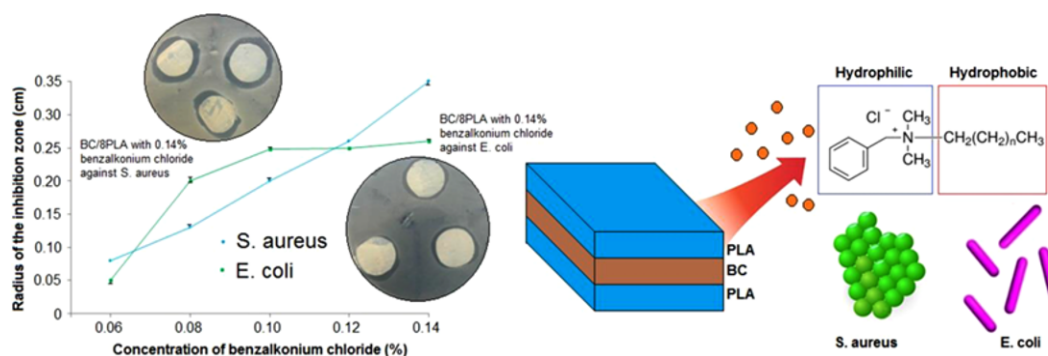 Radius of the inhibition zone (cm)
0.35
0.30
0.25
0.20
0.15
0.10
0.05
0
0.06
0.08
0.10
0.12
0.14
Concentration of benzalkonium chloride (%)
BC/8PLA with 0.14%
benzalkonium chloride
against S. aureus
BC/8PLA with 0.14%
benzalkonium chloride
against E. coli
S. aureus
E. coli
PLA
BC
PLA
Hydrophilic
Hydrophobic
Cl⁻
CH₃
N⁺
CH₃
CH₂(CH₂)ₙCH₃
S. aureus
E. coli